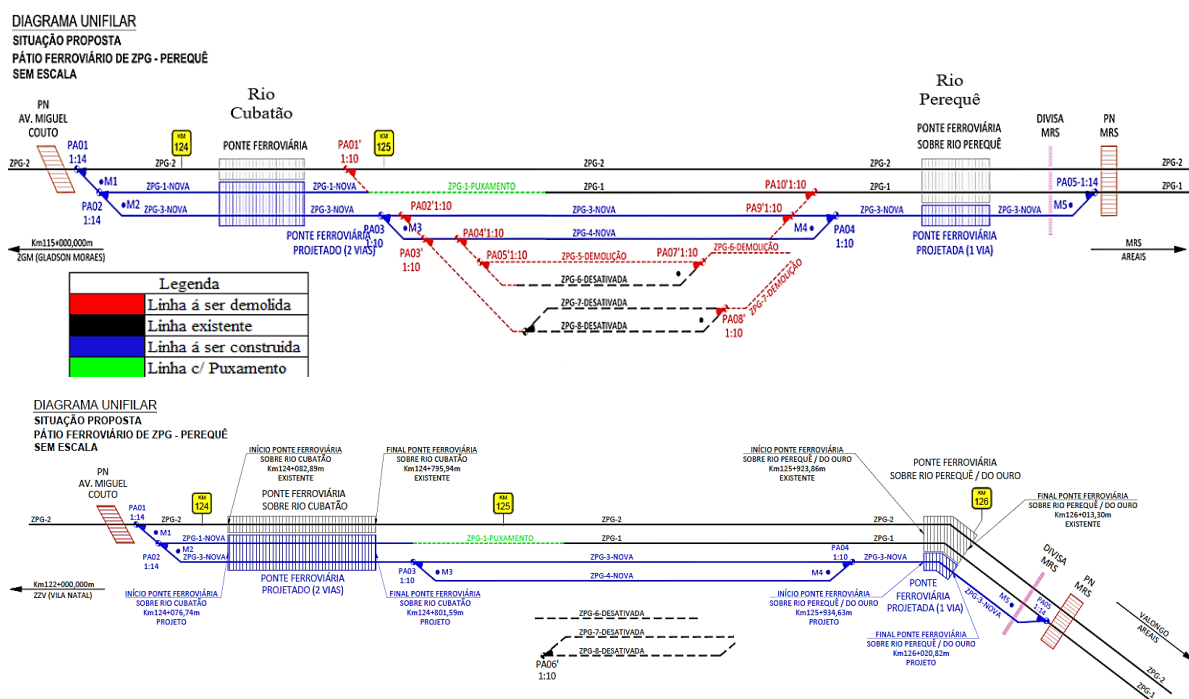 DIAGRAMA UNIFILAR
SITUAÇÃO PROPOSTA
PÁTIO FERROVIÁRIO DE ZPG - PEREQUÊ
SEM ESCALA
Rio
Cubatão
Rio
Perequê
PN
AV. MIGUEL
COUTO
PA01
1:14
KM
124
PONTE FERROVIÁRIA
PA01'
1:10
KM
125
PONTE FERROVIÁRIA
SOBRE RIO PEREQUÊ
DIVISA
MRS
PN
MRS
ZPG-2
ZPG-2
ZPG-2
ZPG-2
ZPG-2
M1
ZPG-1-NOVA
ZPG-1-NOVA
ZPG-1-PUXAMENTO
ZPG-1
PA10'1:10
ZPG-1
PA05-1:14
ZPG-1
PA02
1:14
M2
ZPG-3-NOVA
ZPG-3-NOVA
PA02'1:10
ZPG-3-NOVA
PA9'1:10
ZPG-3-NOVA
ZPG-3-NOVA
M5
PONTE FERROVIÁRIA
PROJETADO (2 VIAS)
PA03
1:10
M3
PA03'
1:10
PA04'1:10
ZPG-4-NOVA
M4
PA04
1:10
PONTE FERROVIÁRIA
PROJETADA (1 VIA)
Km115+000,000m
ZGM (GLADSON MORAES)
MRS
AREAIS
PA05'1:10
ZPG-5-DEMOLIÇÃO
PA07'1:10
ZPG-6-DEMOLIÇÃO
ZPG-6-DESATIVADA
ZPG-7-DEMOLIÇÃO
ZPG-7-DESATIVADA
ZPG-8-DESATIVADA
PA08'
1:10
Legenda
Linha á ser demolida
Linha existente
Linha á ser construida
Linha c/ Puxamento
DIAGRAMA UNIFILAR
SITUAÇÃO PROPOSTA
PÁTIO FERROVIÁRIO DE ZPG - PEREQUÊ
SEM ESCALA
INÍCIO PONTE FERROVIÁRIA
SOBRE RIO CUBATÃO
Km124+082,89m
EXISTENTE
FINAL PONTE FERROVIÁRIA
SOBRE RIO CUBATÃO
Km124+795,94m
EXISTENTE
INÍCIO PONTE FERROVIÁRIA
SOBRE RIO PEREQUÊ / DO OURO
Km125+923,86m
EXISTENTE
PONTE FERROVIÁRIA
SOBRE RIO PEREQUÊ / DO OURO
FINAL PONTE FERROVIÁRIA
SOBRE RIO PEREQUÊ / DO OURO
Km126+013,30m
EXISTENTE
PN
AV. MIGUEL
COUTO
PA01
1:14
KM
124
PONTE FERROVIÁRIA
SOBRE RIO CUBATÃO
KM
125
KM
126
ZPG-2
ZPG-2
ZPG-2
ZPG-2
M1
ZPG-1-NOVA
ZPG-1-PUXAMENTO
ZPG-1
ZPG-1
PA02
1:14
M2
ZPG-3-NOVA
PA03
1:10
M3
ZPG-3-NOVA
ZPG-4-NOVA
PA04
1:10
M4
ZPG-3-NOVA
DIVISA
MRS
PN
MRS
Km122+000,000m
ZZV (VILA NATAL)
INÍCIO PONTE FERROVIÁRIA
SOBRE RIO CUBATÃO
Km124+076,74m
PROJETO
PONTE FERROVIÁRIA
PROJETADO (2 VIAS)
FINAL PONTE FERROVIÁRIA
SOBRE RIO CUBATÃO
Km124+801,59m
PROJETO
INÍCIO PONTE FERROVIÁRIA
SOBRE RIO PEREQUÊ / DO OURO
Km125+934,63m
PROJETO
PONTE
FERROVIÁRIA
PROJETADA (1 VIA)
ZPG-3-NOVA
M5
PA05
1:14
VALONGO
AREAIS
ZPG-6-DESATIVADA
ZPG-7-DESATIVADA
ZPG-8-DESATIVADA
PA06'
1:10
FINAL PONTE FERROVIÁRIA
SOBRE RIO PEREQUÊ / DO OURO
Km126+020,82m
PROJETO
ZPG-2
ZPG-1